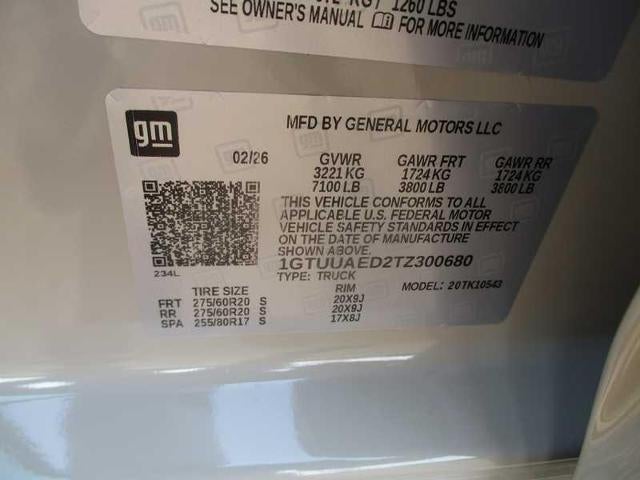 KG / 1260 LBS
SEE OWNER'S MANUAL FOR MORE INFORMATION
gm
MFD BY GENERAL MOTORS LLC
02/26 GVWR GAWR FRT GAWR RR
3221 KG 1724 KG 1724 KG
7100 LB 3800 LB 3800 LB
THIS VEHICLE CONFORMS TO ALL
APPLICABLE U.S. FEDERAL MOTOR
VEHICLE SAFETY STANDARDS IN EFFECT
ON THE DATE OF MANUFACTURE
SHOWN ABOVE.
1GTUUAED2TZ300680
234L
TYPE: TRUCK MODEL: 20TK10543
TIRE SIZE RIM
FRT 275/60R20 S 20X9J
RR 275/60R20 S 20X9J
SPA 255/80R17 S 17X8J